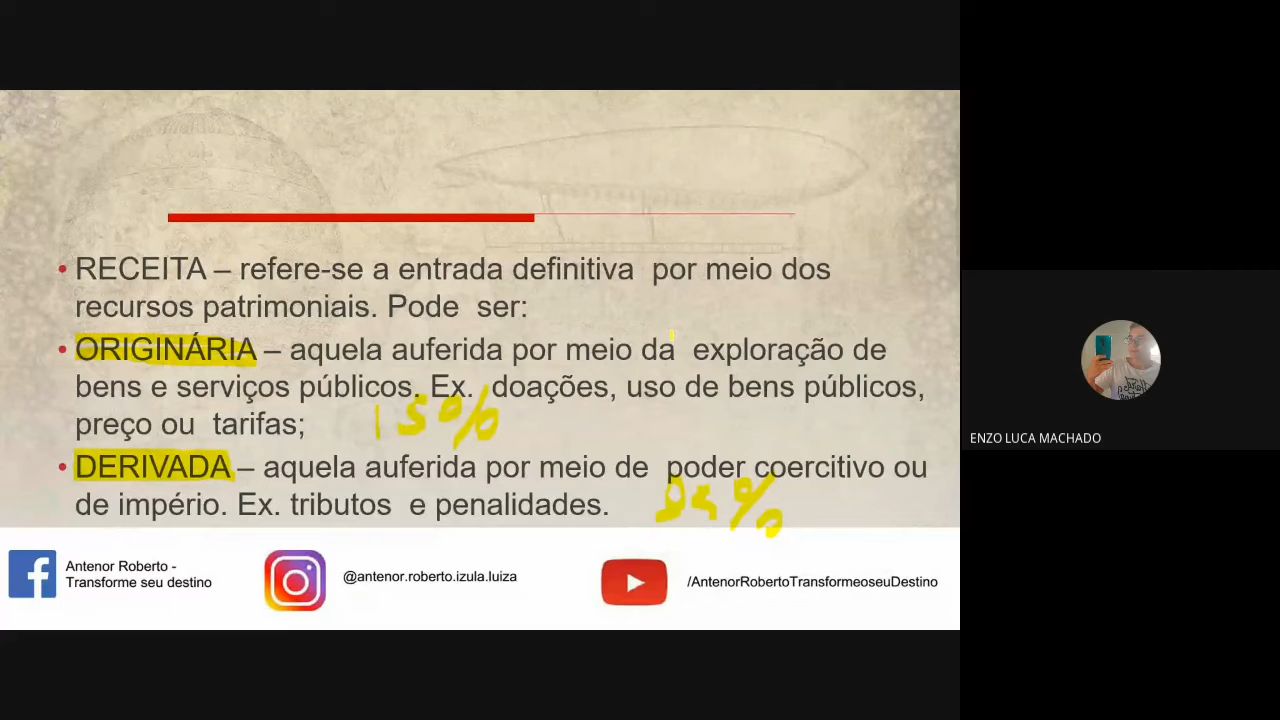 • RECEITA – refere-se a entrada definitiva por meio dos
recursos patrimoniais. Pode ser:
• ORIGINÁRIA – aquela auferida por meio da exploração de
bens e serviços públicos. Ex. doações, uso de bens públicos,
preço ou tarifas;
15%
• DERIVADA – aquela auferida por meio de poder coercitivo ou
de império. Ex. tributos e penalidades.
Antenor Roberto -
Transforme seu destino
@antenor.roberto.izula.luiza
/AntenorRobertoTransformeoseuDestino
ENZO LUCA MACHADO